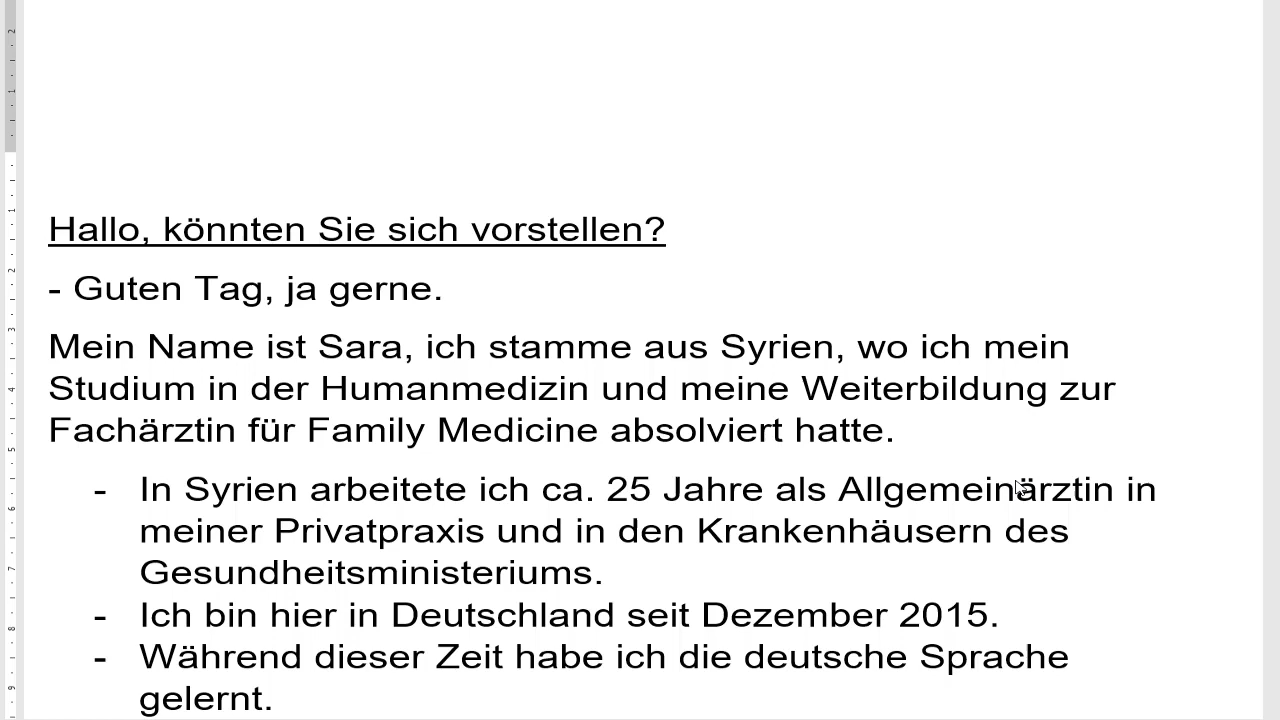 Hallo, könnten Sie sich vorstellen?
- Guten Tag, ja gerne.
Mein Name ist Sara, ich stamme aus Syrien, wo ich mein
Studium in der Humanmedizin und meine Weiterbildung zur
Fachärztin für Family Medicine absolviert hatte.
- In Syrien arbeitete ich ca. 25 Jahre als Allgemeinärztin in
meiner Privatpraxis und in den Krankenhäusern des
Gesundheitsministeriums.
- Ich bin hier in Deutschland seit Dezember 2015.
- Während dieser Zeit habe ich die deutsche Sprache
gelernt.